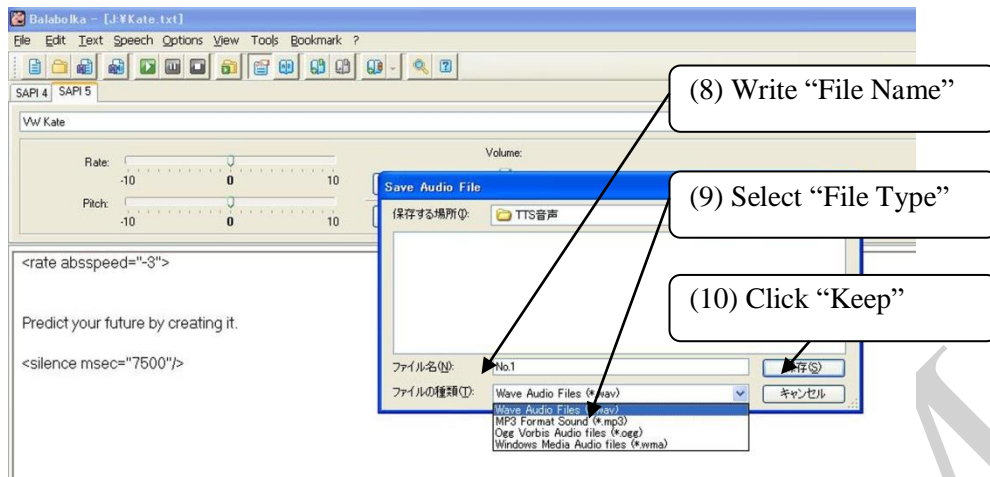 Balabolka - [J:¥Kate.txt]
File Edit Text Speech Options View Tools Bookmark ?
SAPI 4 SAPI 5
VW Kate
Rate:
-10 0 10
Volume:
Pitch:
-10 0 10
<rate absspeed="-3">
Predict your future by creating it.
<silence msec="7500"/>
Save Audio File
保存する場所(I):
TTS音声
ファイル名(N):
No.1
保存(S)
ファイルの種類(T):
Wave Audio Files (*.wav)
キャンセル
Wave Audio Files (*.wav)
MP3 Format Sound (*.mp3)
Ogg Vorbis Audio files (*.ogg)
Windows Media Audio files (*.wma)
(8) Write “File Name”
(9) Select “File Type”
(10) Click “Keep”